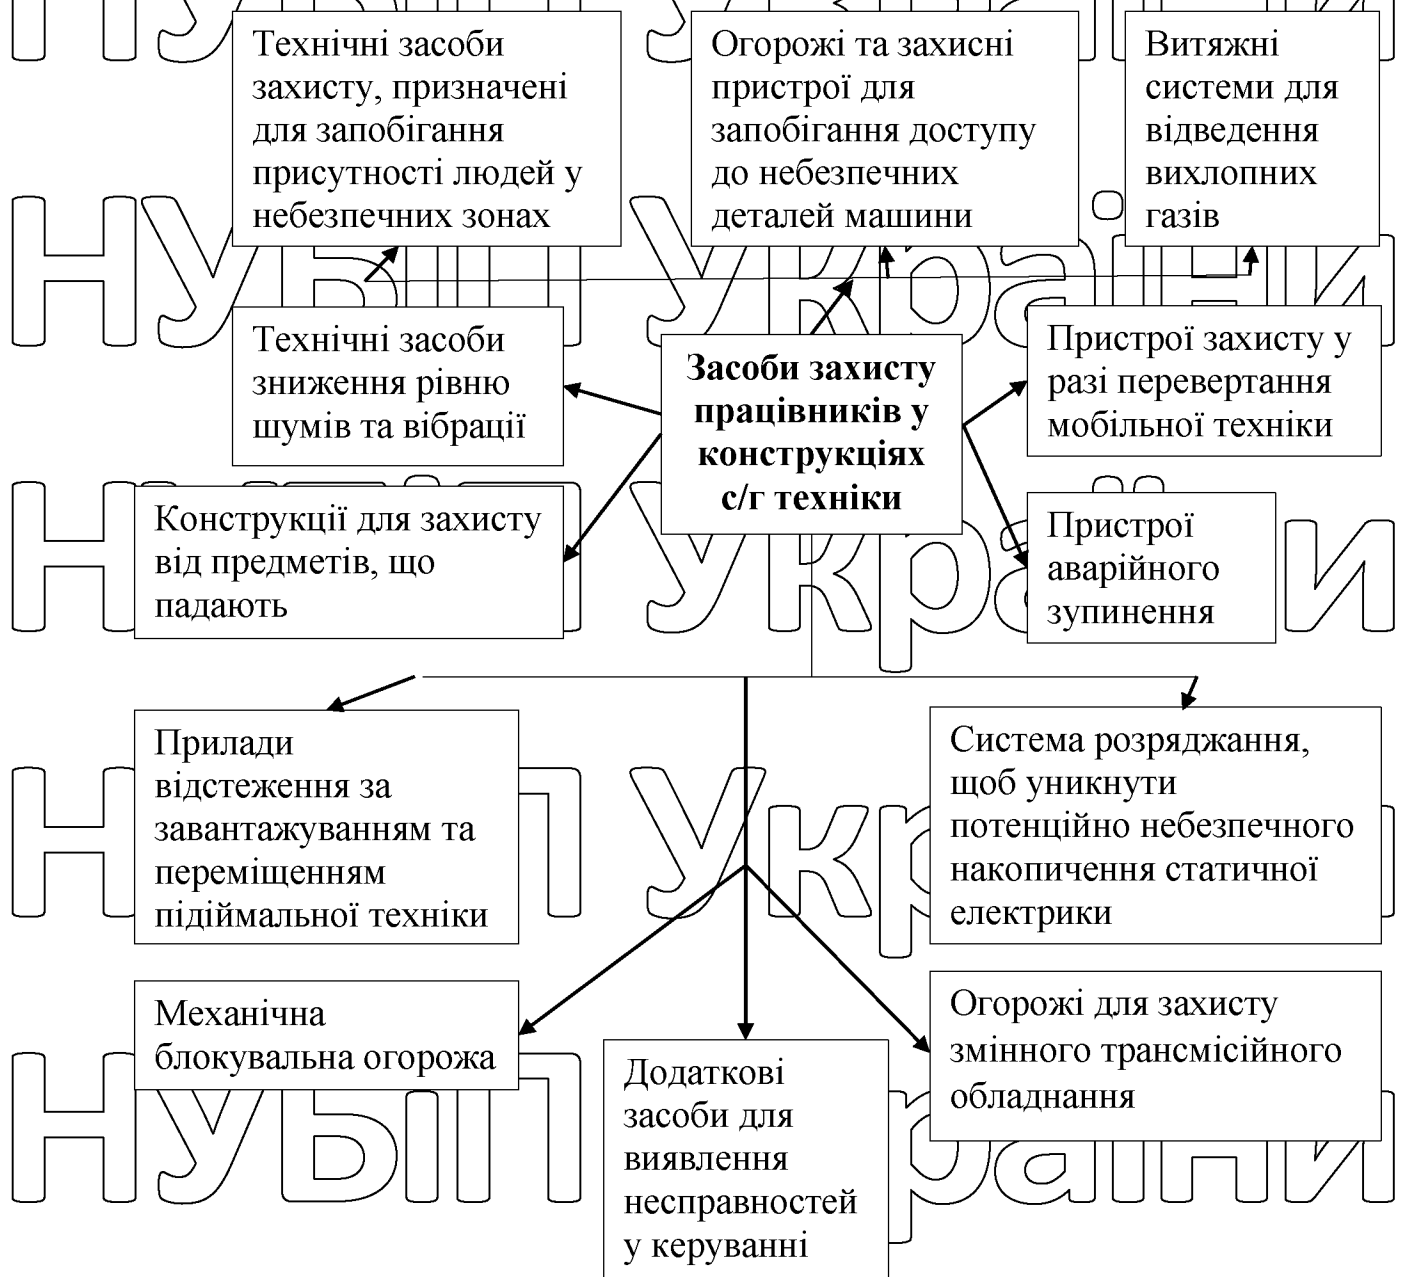 Технічні засоби
захисту, призначені
для запобігання
присутності людей у
небезпечних зонах
Огорожі та захисні
пристрої для
запобігання доступу
до небезпечних
деталей машини
Витяжні
системи для
відведення
вихлопних
газів
Технічні засоби
зниження рівню
шумів та вібрації
Засоби захисту
працівників у
конструкціях
с/г техніки
Пристрої захисту у
разі перевертання
мобільної техніки
Конструкції для захисту
від предметів, що
падають
Пристрої
аварійного
зупинення
Прилади
відстеження за
завантажуванням та
переміщенням
підіймальної техніки
Система розряджання,
щоб уникнути
потенційно небезпечного
накопичення статичної
електрики
Механічна
блокувальна огорожа
Додаткові
засоби для
виявлення
несправностей
у керуванні
Огорожі для захисту
змінного трансмісійного
обладнання